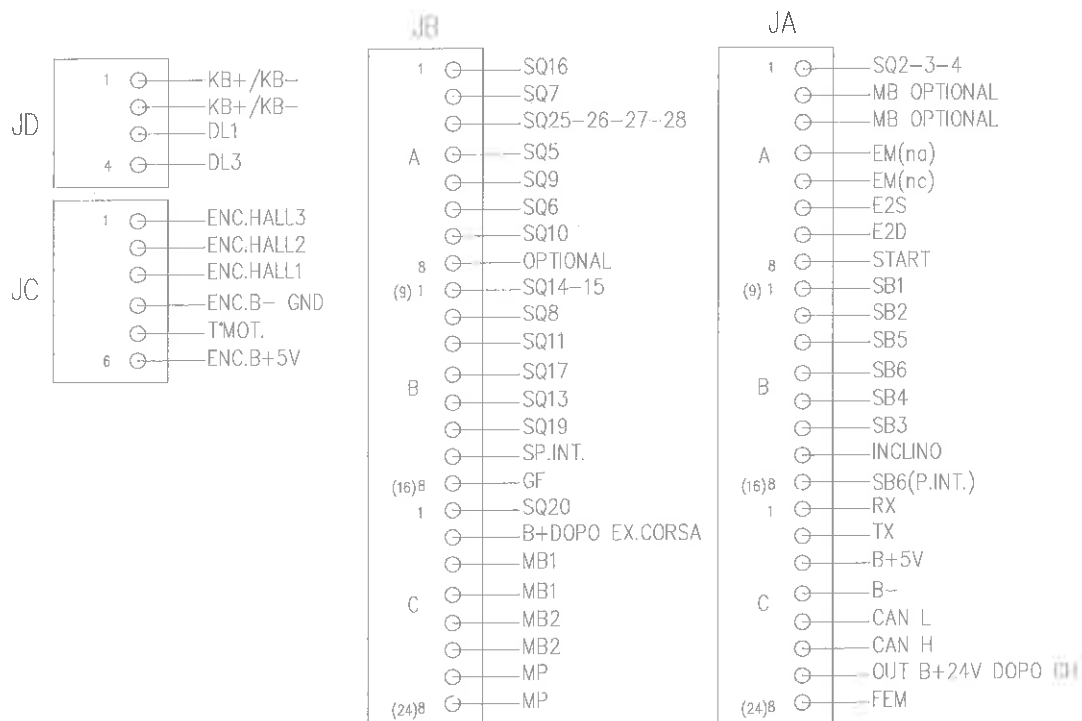 JD
1 KB+/KB-
KB+/KB-
DL1
4 DL3
JC
1 ENC.HALL3
ENC.HALL2
ENC.HALL1
ENC.B- GND
T*MOT.
6 ENC.B+5V
JB
1 SQ16
SQ7
SQ25-26-27-28
A SQ5
SQ9
SQ6
SQ10
8 OPTIONAL
(9) 1 SQ14-15
SQ8
SQ11
B SQ17
SQ13
SQ19
SP.INT.
(16)8 GF
1 SQ20
B+DOPO EX.CORSA
MB1
C MB1
MB2
MB2
MP
(24)8 MP
JA
1 SQ2-3-4
MB OPTIONAL
MB OPTIONAL
A EM(na)
EM(nc)
E2S
E2D
8 START
(9) 1 SB1
SB2
SB5
B SB6
SB4
SB3
INCLINO
(16)8 SB6(P.INT.)
1 RX
TX
B+5V
C B-
CAN L
CAN H
OUT B+24V DOPO
(24)8 FEM